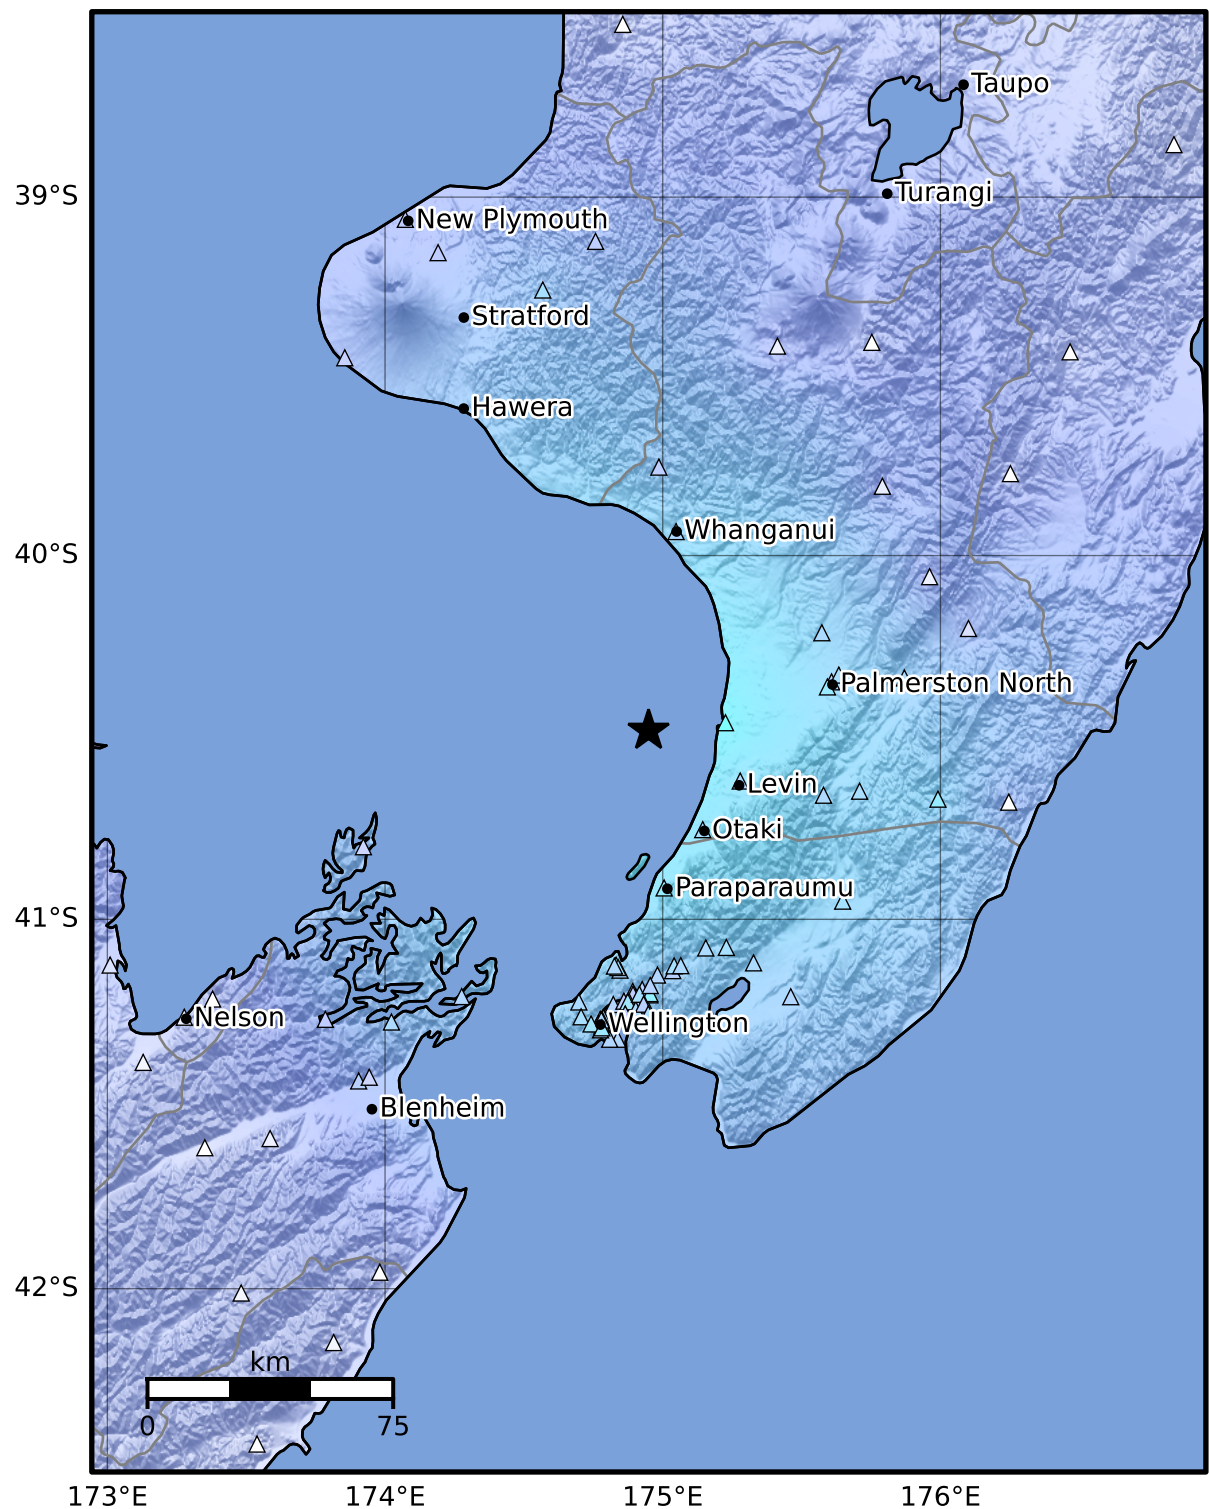 Taupo
39°S
Turangi
New Plymouth
Stratford
Hawera
Whanganui
40°S
Palmerston North
Levin
Otaki
Paraparaumu
41°S
Nelson
Wellington
Blenheim
42°S
km
0
75
173°E
174°E
175°E
176°E